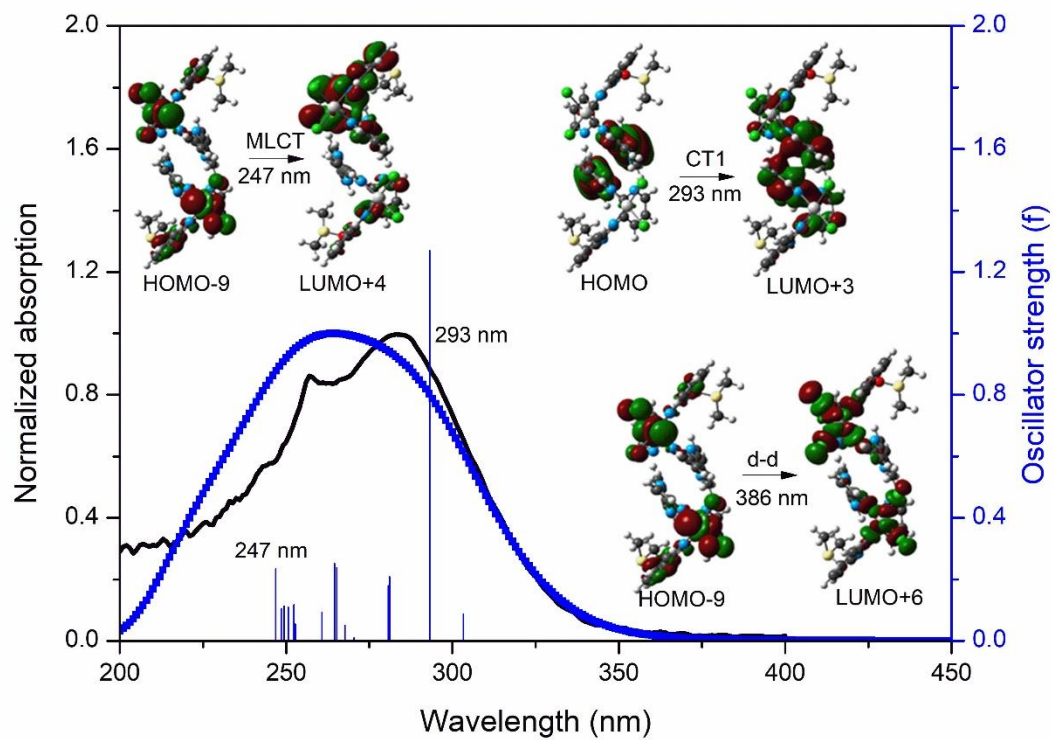 2.0
1.6
1.2
0.8
0.4
0.0
Normalized absorption
MLCT
247 nm
HOMO-9
LUMO+4
CT1
293 nm
HOMO
LUMO+3
293 nm
d-d
386 nm
HOMO-9
LUMO+6
247 nm
2.0
1.6
1.2
0.8
0.4
0.0
Oscillator strength (f)
200
250
300
350
400
450
Wavelength (nm)